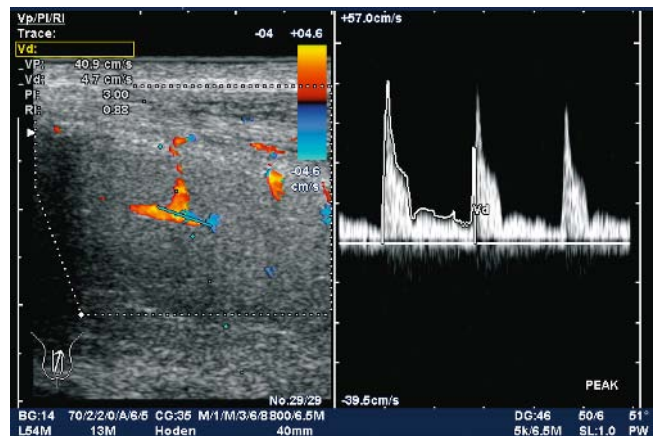 Vp/PI/RI
Trace:
-04 +04.6
+57.0cm/s
Vd:
VP: 40.9 cm/s
Vd: 4.7 cm/s
PI: 3.00
RI: 0.88
-04.6
cm/s
Vd
No.29/29
-39.5cm/s
PEAK
BG:14 70/2/2/0/A/6/5 CG:35 M/1/M/3/6/8 800/6.5M DG:46 50/6 51°
L54M 13M Hoden 40mm 5k/6.5M SL:1.0 PW